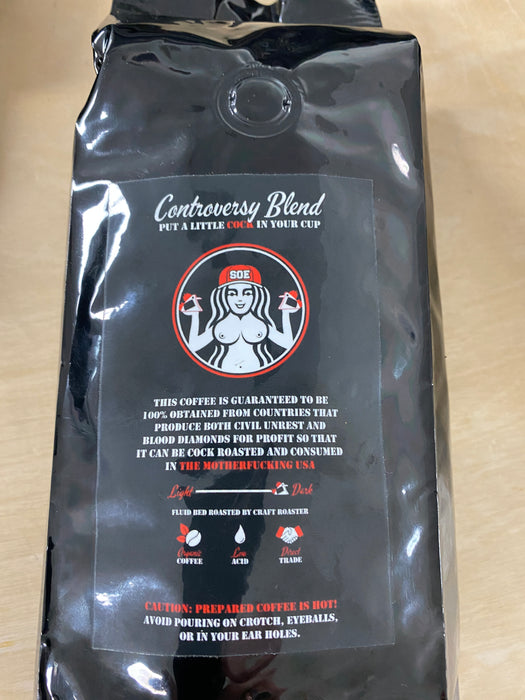 Controversy Blend
PUT A LITTLE COCK IN YOUR CUP
SOE
THIS COFFEE IS GUARANTEED TO BE
100% OBTAINED FROM COUNTRIES THAT
PRODUCE BOTH CIVIL UNREST AND
BLOOD DIAMONDS FOR PROFIT SO THAT
IT CAN BE COCK ROASTED AND CONSUMED
IN THE MOTHERFUCKING USA
Light Dark
FLUID BED ROASTED BY CRAFT ROASTER
Organic Low Direct
COFFEE ACID TRADE
CAUTION: PREPARED COFFEE IS HOT!
AVOID POURING ON CROTCH, EYEBALLS,
OR IN YOUR EAR HOLES.